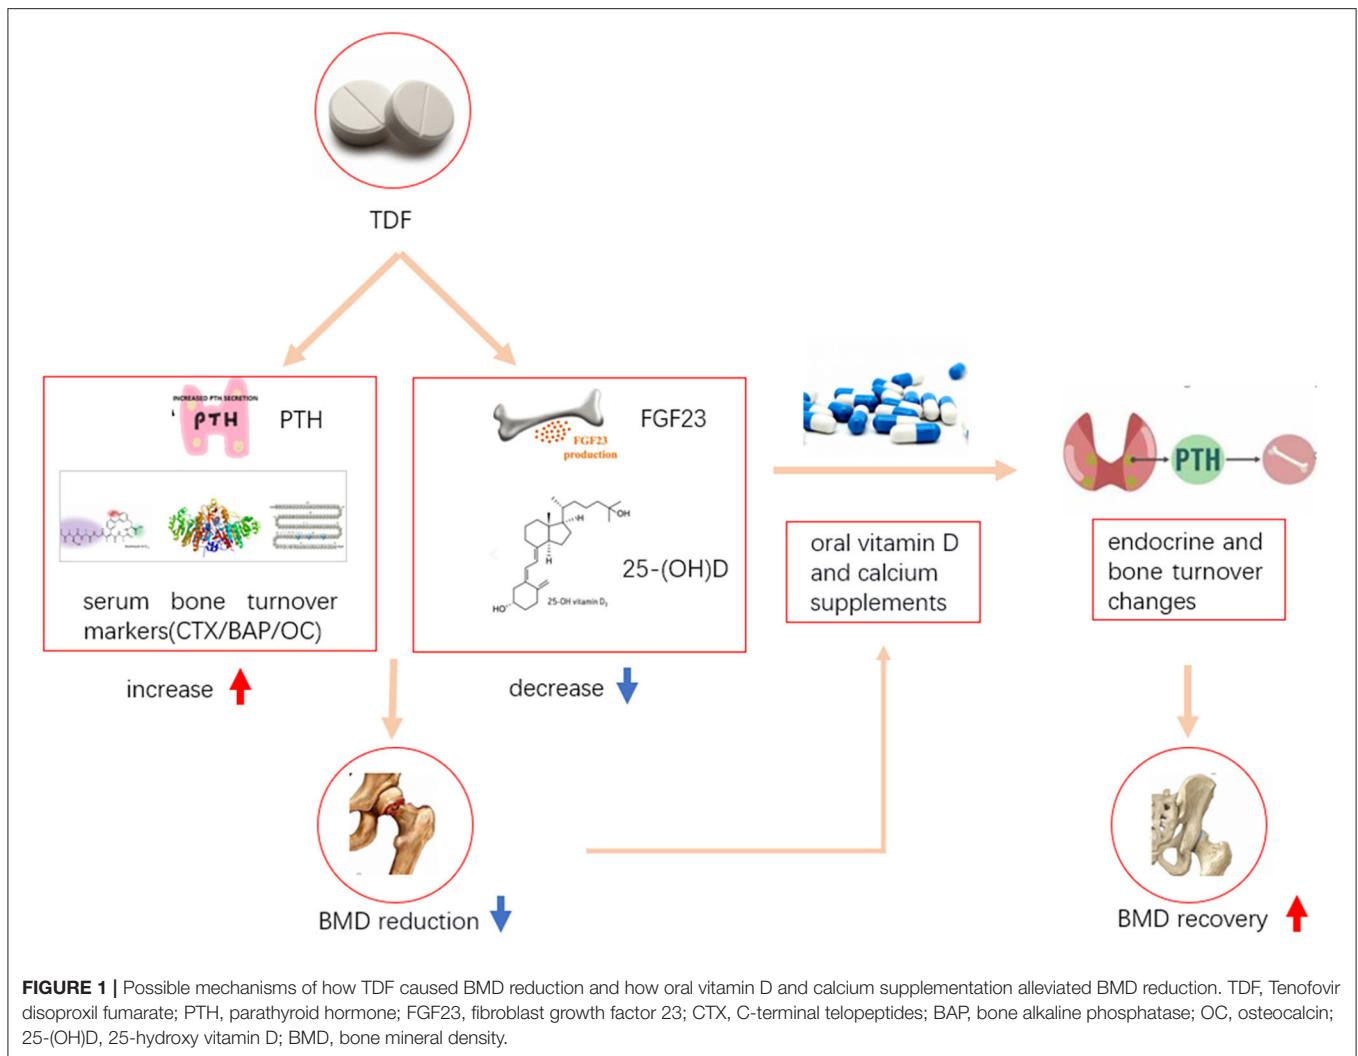 TDF
INCREASED PTH SECRETION
PTH
PTH
serum bone turnover
markers(CTX/BAP/OC)
increase
FGF23
production
FGF23
OH
H
H
HO
25-OH vitamin D3
25-(OH)D
decrease
BMD reduction
oral vitamin D
and calcium
supplements
PTH
endocrine and
bone turnover
changes
BMD recovery
FIGURE 1 | Possible mechanisms of how TDF caused BMD reduction and how oral vitamin D and calcium supplementation alleviated BMD reduction. TDF, Tenofovir
disoproxil fumarate; PTH, parathyroid hormone; FGF23, fibroblast growth factor 23; CTX, C-terminal telopeptides; BAP, bone alkaline phosphatase; OC, osteocalcin;
25-(OH)D, 25-hydroxy vitamin D; BMD, bone mineral density.